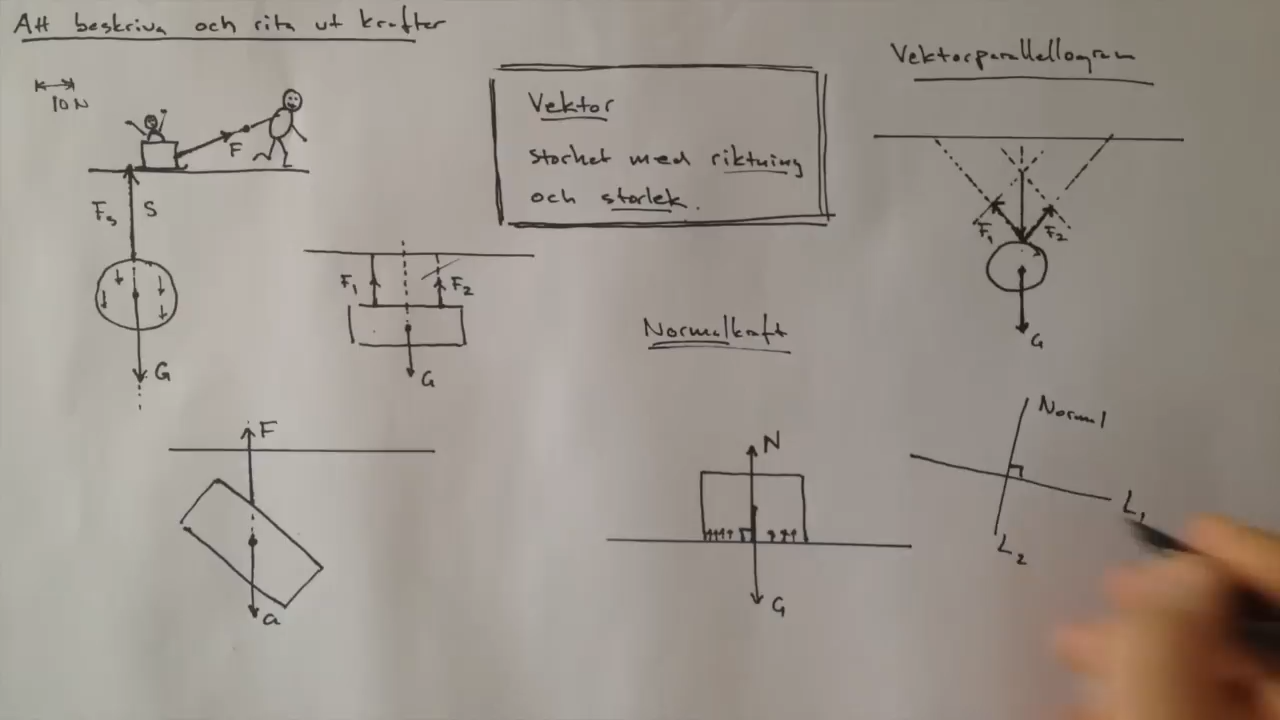 Att beskriva och rita ut krafter
10 N
F
Fs
S
G
F1
F2
G
F
G
Vektor
storhet med riktning
och storlek.
Normalkraft
N
G
Vektorparallellogram
F1
F2
G
Normal
L1
L2